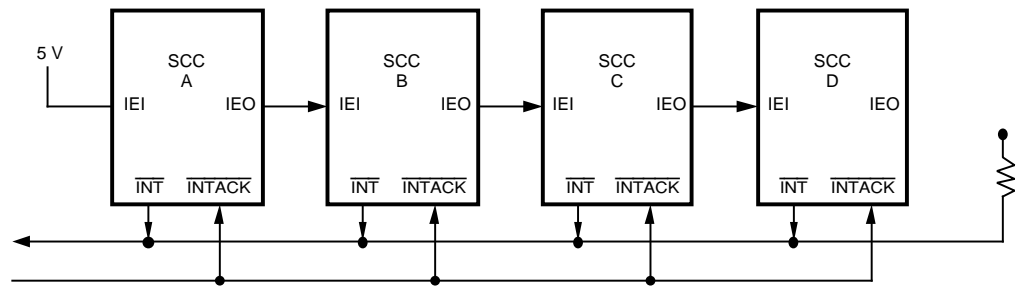 5 V
SCC
A
IEI IEO
INT INTACK
SCC
B
IEI IEO
INT INTACK
SCC
C
IEI IEO
INT INTACK
SCC
D
IEI IEO
INT INTACK